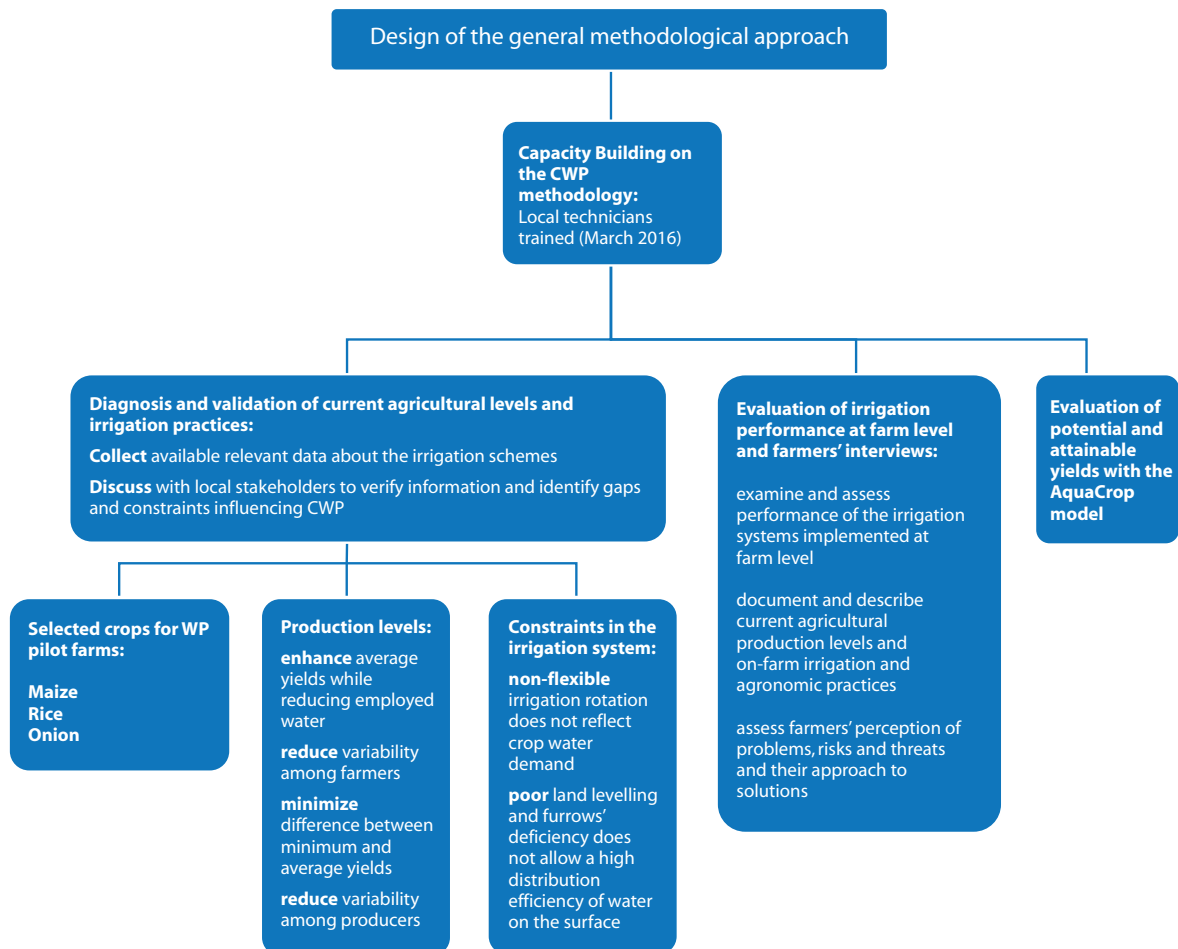 Design of the general methodological approach
Capacity Building on
the CWP
methodology:
Local technicians
trained (March 2016)
Diagnosis and validation of current agricultural levels and
irrigation practices:
Collect available relevant data about the irrigation schemes
Discuss with local stakeholders to verify information and identify gaps
and constraints influencing CWP
Evaluation of irrigation
performance at farm level
and farmers' interviews:
examine and assess
performance of the irrigation
systems implemented at
farm level
document and describe
current agricultural
production levels and
on-farm irrigation and
agronomic practices
assess farmers' perception of
problems, risks and threats
and their approach to
solutions
Evaluation of
potential and
attainable
yields with the
AquaCrop
model
Selected crops for WP
pilot farms:
Maize
Rice
Onion
Production levels:
enhance average
yields while
reducing employed
water
reduce variability
among farmers
minimize
difference between
minimum and
average yields
reduce variability
among producers
Constraints in the
irrigation system:
non-flexible
irrigation rotation
does not reflect
crop water
demand
poor land levelling
and furrows'
deficiency does
not allow a high
distribution
efficiency of water
on the surface